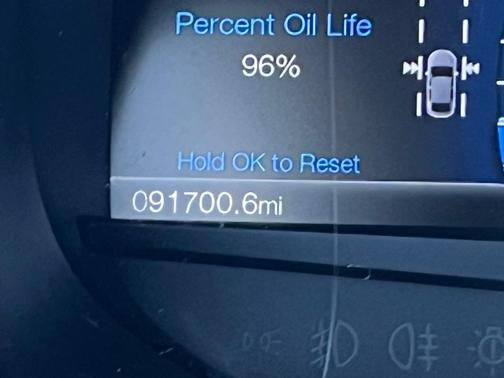 Percent Oil Life
96%
Hold OK to Reset
091700.6mi